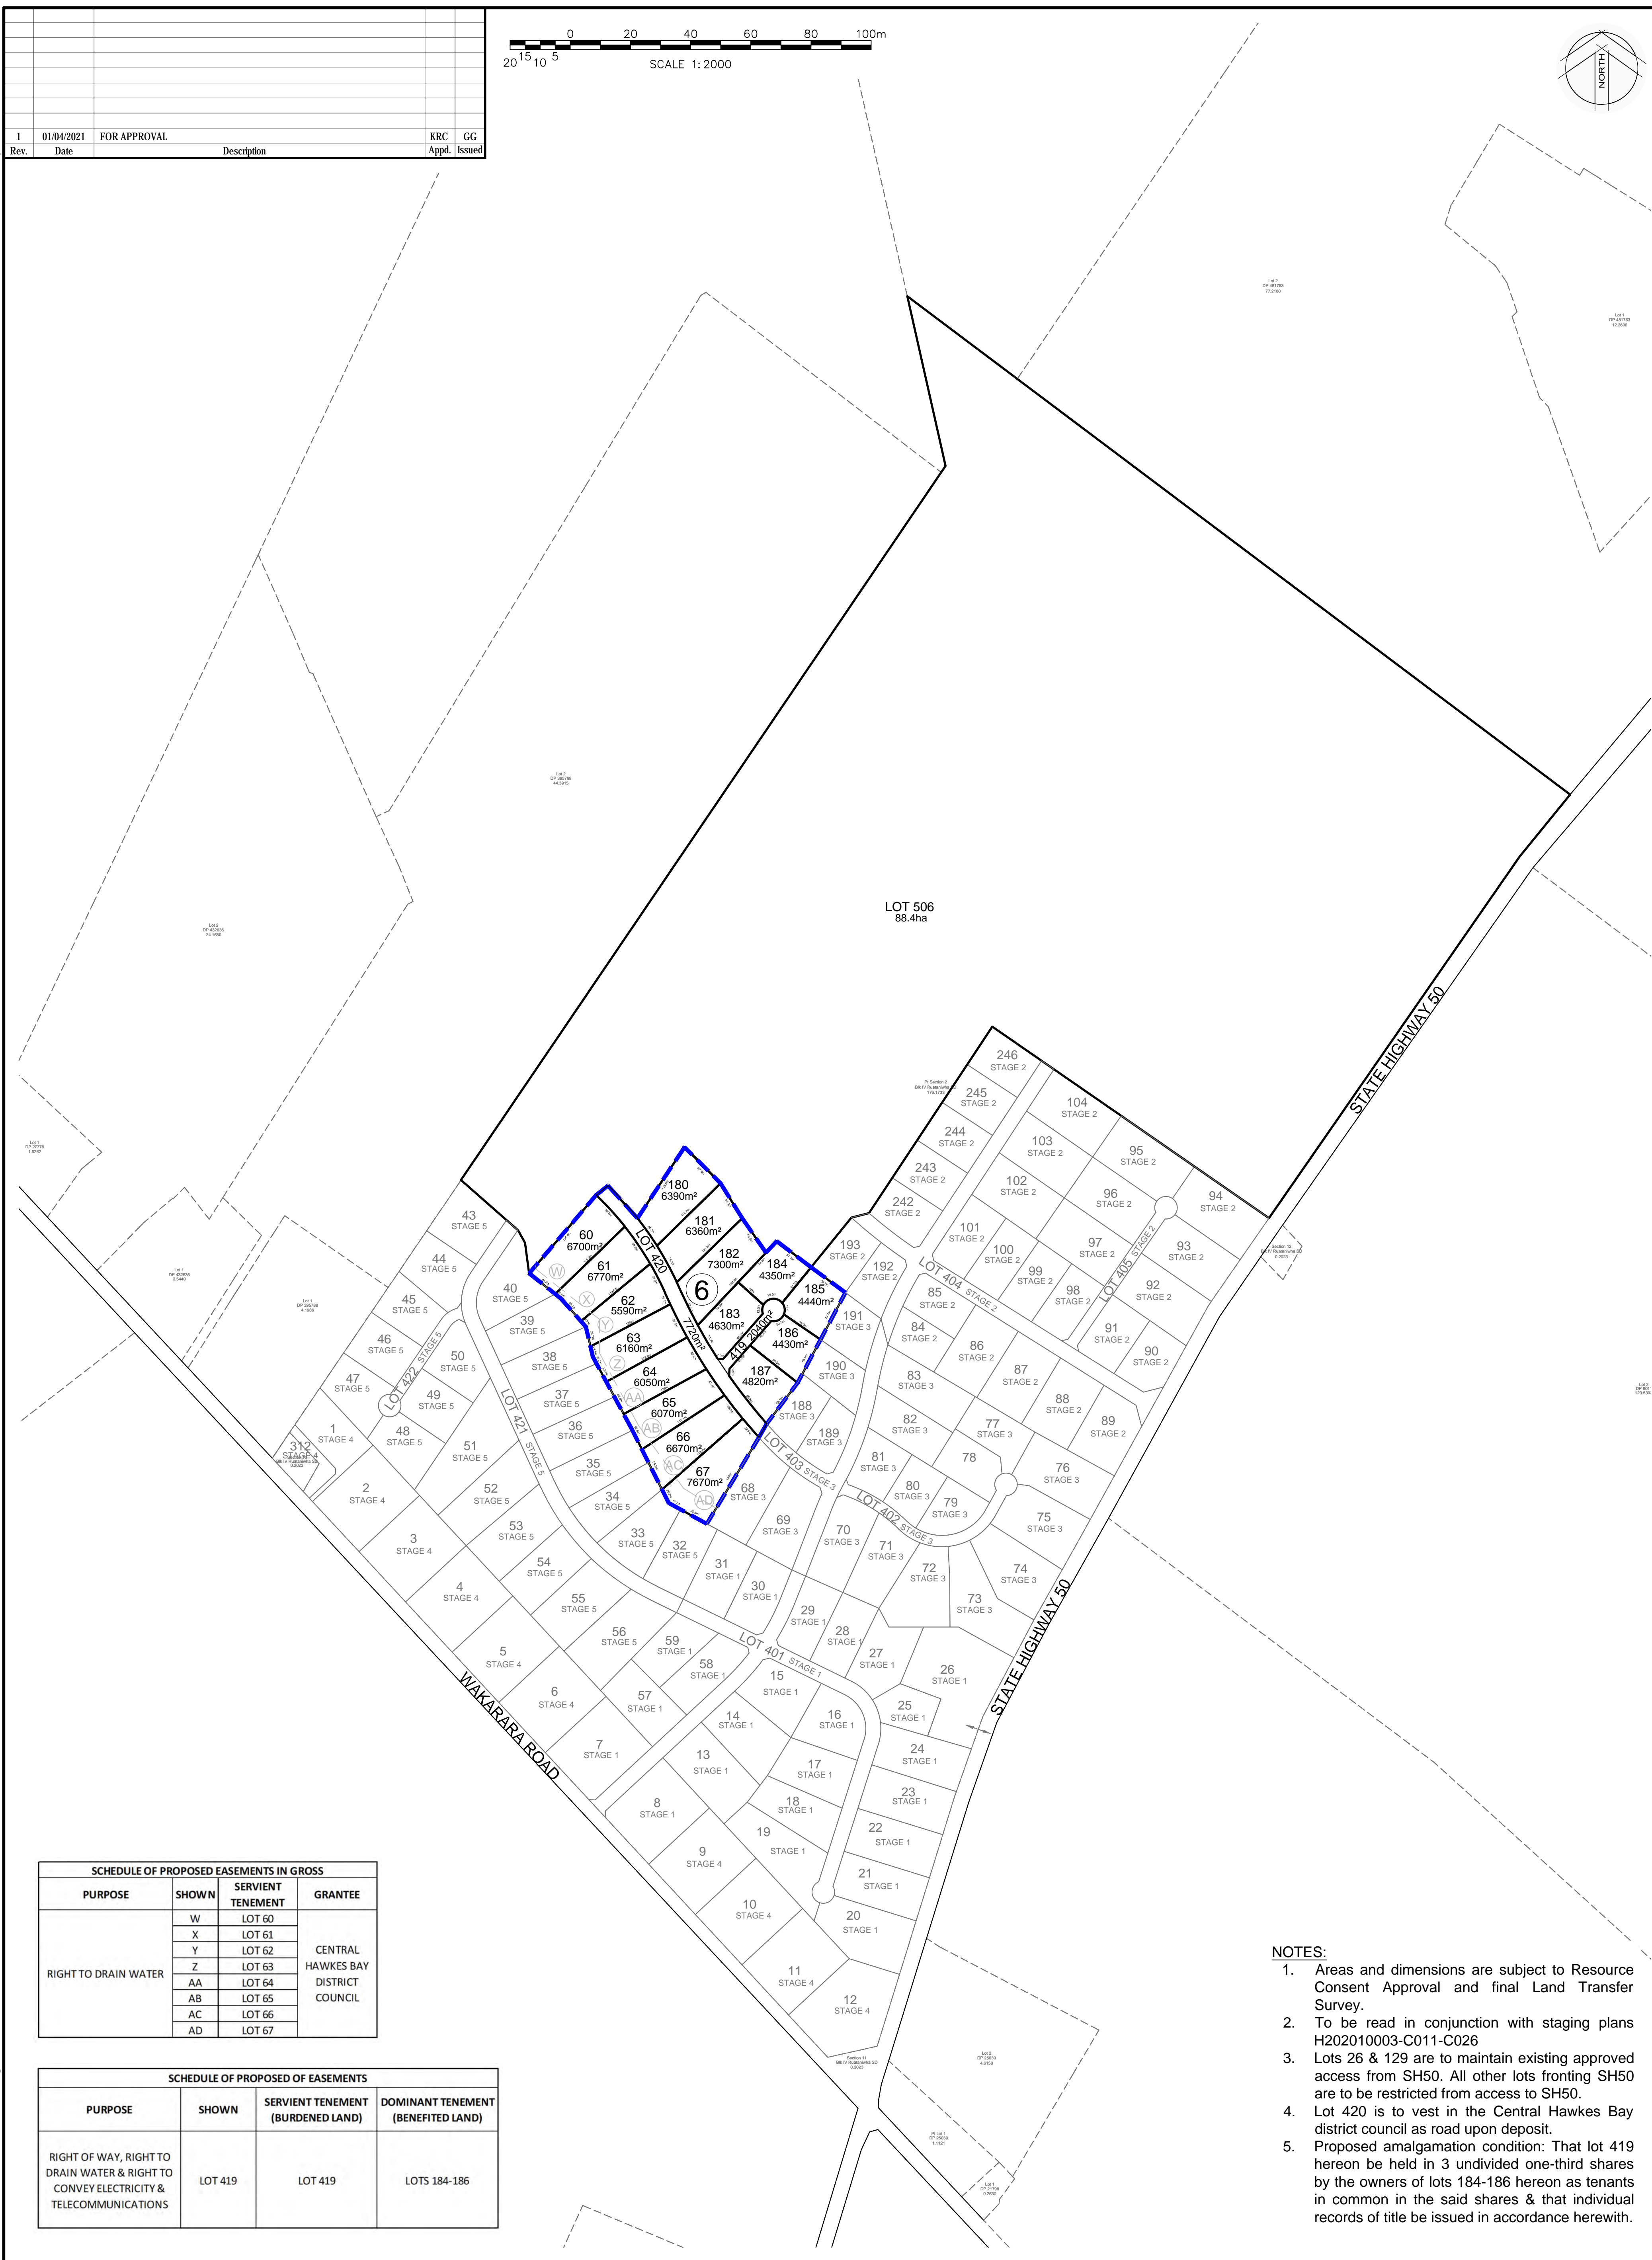 1 01/04/2021 FOR APPROVAL KRC GG
Rev. Date Description Appd. Issued
0 20 40 60 80 100m
20 15 10 5
SCALE 1:2000
NORTH
Lot 2
DP 481763
77.2100
Lot 1
DP 481763
12.2600
Lot 2
DP 432636
LOT 506
88.4ha
STATE HIGHWAY 50
246
STAGE 2
245
STAGE 2
244
STAGE 2
243
STAGE 2
242
STAGE 2
104
STAGE 2
103
STAGE 2
102
STAGE 2
101
STAGE 2
100
STAGE 2
99
STAGE 2
98
STAGE 2
97
STAGE 2
96
STAGE 2
95
STAGE 2
94
STAGE 2
93
STAGE 2
92
STAGE 2
91
STAGE 2
90
STAGE 2
LOT 405 STAGE 2
LOT 404 STAGE 2
193
STAGE 2
192
STAGE 2
191
STAGE 3
190
STAGE 3
188
STAGE 3
189
STAGE 3
85
STAGE 2
84
STAGE 2
86
STAGE 2
87
STAGE 2
88
STAGE 2
89
STAGE 2
83
STAGE 3
82
STAGE 3
81
STAGE 3
80
STAGE 3
79
STAGE 3
78
77
STAGE 3
76
STAGE 3
75
STAGE 3
74
STAGE 3
73
STAGE 3
72
STAGE 3
71
STAGE 3
70
STAGE 3
69
STAGE 3
68
STAGE 3
LOT 403 STAGE 3
LOT 402 STAGE 3
180
6390m²
181
6360m²
182
7300m²
183
4630m²
184
4350m²
185
4440m²
186
4430m²
187
4820m²
419 2040m²
LOT 420
7720m²
6
60
6700m²
61
6770m²
62
5590m²
63
6160m²
64
6050m²
65
6070m²
66
6670m²
67
7670m²
W
X
Y
Z
AA
AB
AC
AD
43
STAGE 5
44
STAGE 5
45
STAGE 5
46
STAGE 5
47
STAGE 5
40
STAGE 5
39
STAGE 5
38
STAGE 5
37
STAGE 5
36
STAGE 5
35
STAGE 5
34
STAGE 5
33
STAGE 5
32
STAGE 5
50
STAGE 5
49
STAGE 5
48
STAGE 5
51
STAGE 5
52
STAGE 5
53
STAGE 5
54
STAGE 5
55
STAGE 5
56
STAGE 5
LOT 422 STAGE 5
LOT 421 STAGE 5
312
STAGE 4
1
STAGE 4
2
STAGE 4
3
STAGE 4
4
STAGE 4
5
STAGE 4
6
STAGE 4
7
STAGE 1
8
STAGE 1
9
STAGE 4
10
STAGE 4
11
STAGE 4
12
STAGE 4
13
STAGE 1
14
STAGE 1
15
STAGE 1
16
STAGE 1
17
STAGE 1
18
STAGE 1
19
STAGE 1
20
STAGE 1
21
STAGE 1
22
STAGE 1
23
STAGE 1
24
STAGE 1
25
STAGE 1
26
STAGE 1
27
STAGE 1
28
STAGE 1
29
STAGE 1
30
STAGE 1
31
STAGE 1
57
STAGE 1
58
STAGE 1
59
STAGE 1
LOT 401 STAGE 1
WAKARARA ROAD
STATE HIGHWAY 50
SCHEDULE OF PROPOSED EASEMENTS IN GROSS
PURPOSE SHOWN SERVIENT TENEMENT GRANTEE
RIGHT TO DRAIN WATER
W LOT 60
X LOT 61
Y LOT 62
Z LOT 63
AA LOT 64
AB LOT 65
AC LOT 66
AD LOT 67
CENTRAL
HAWKES BAY
DISTRICT
COUNCIL
SCHEDULE OF PROPOSED OF EASEMENTS
PURPOSE SHOWN SERVIENT TENEMENT (BURDENED LAND) DOMINANT TENEMENT (BENEFITED LAND)
RIGHT OF WAY, RIGHT TO
DRAIN WATER & RIGHT TO
CONVEY ELECTRICITY &
TELECOMMUNICATIONS
LOT 419 LOT 419 LOTS 184-186
NOTES:
1. Areas and dimensions are subject to Resource
Consent Approval and final Land Transfer
Survey.
2. To be read in conjunction with staging plans
H202010003-C011-C026
3. Lots 26 & 129 are to maintain existing approved
access from SH50. All other lots fronting SH50
are to be restricted from access to SH50.
4. Lot 420 is to vest in the Central Hawkes Bay
district council as road upon deposit.
5. Proposed amalgamation condition: That lot 419
hereon be held in 3 undivided one-third shares
by the owners of lots 184-186 hereon as tenants
in common in the said shares & that individual
records of title be issued in accordance herewith.